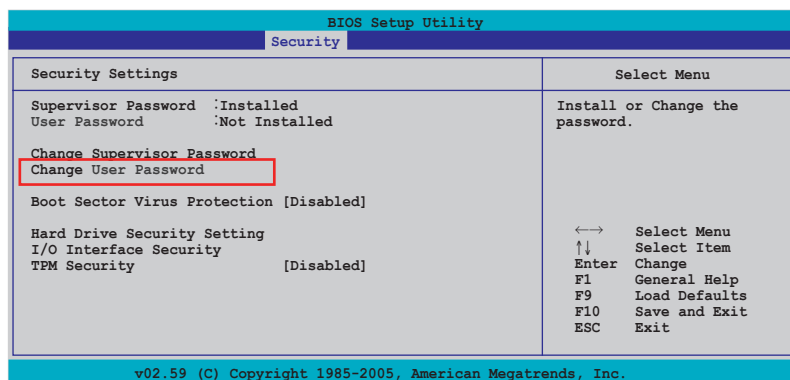 BIOS Setup Utility
Security
Security Settings
Supervisor Password :Installed
User Password :Not Installed
Change Supervisor Password
Change User Password
Boot Sector Virus Protection [Disabled]
Hard Drive Security Setting
I/O Interface Security
TPM Security [Disabled]
Select Menu
Install or Change the
password.
←→ Select Menu
↑↓ Select Item
Enter Change
F1 General Help
F9 Load Defaults
F10 Save and Exit
ESC Exit
v02.59 (C) Copyright 1985-2005, American Megatrends, Inc.